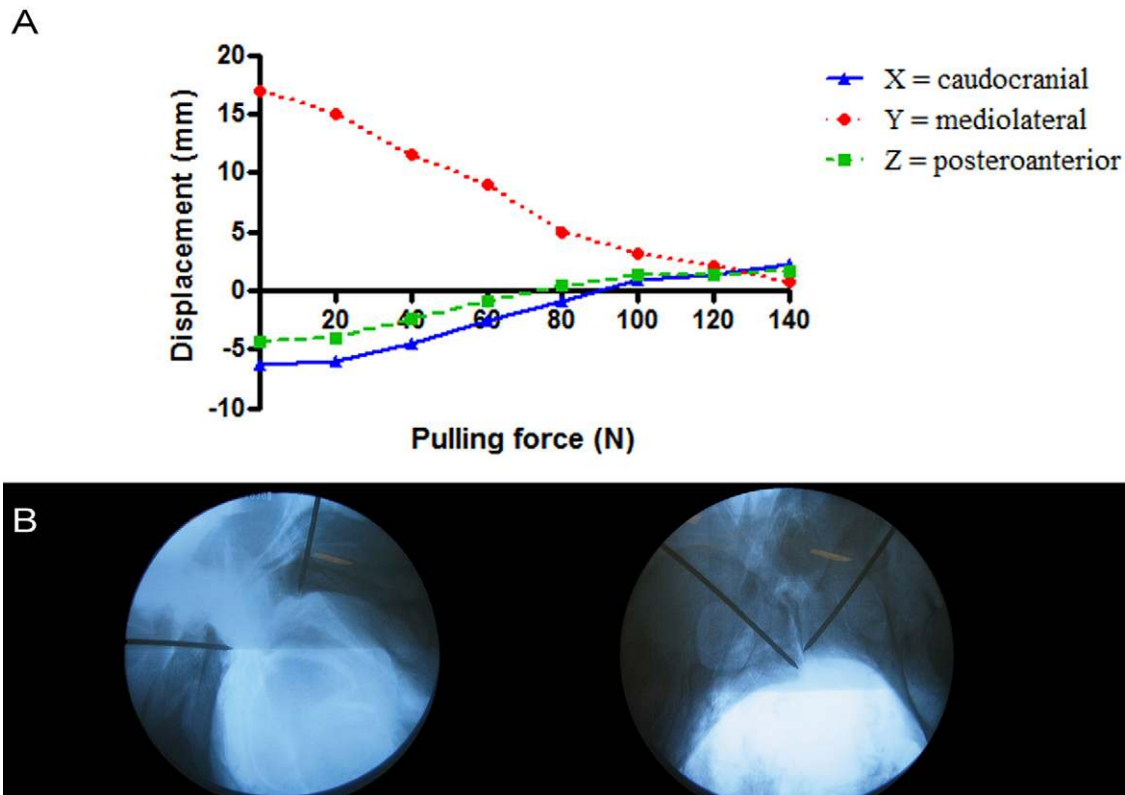 A
20
15
10
5
0
-5
-10
Displacement (mm)
20 40 60 80 100 120 140
Pulling force (N)
X = caudocranial
Y = mediolateral
Z = posteroanterior
B